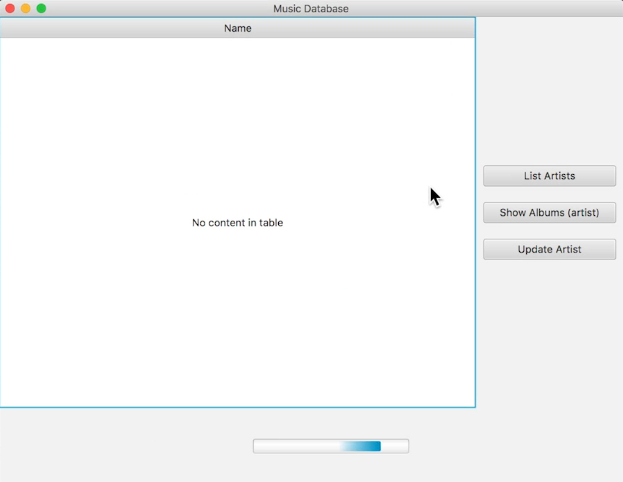 Music Database
Name
No content in table
List Artists
Show Albums (artist)
Update Artist